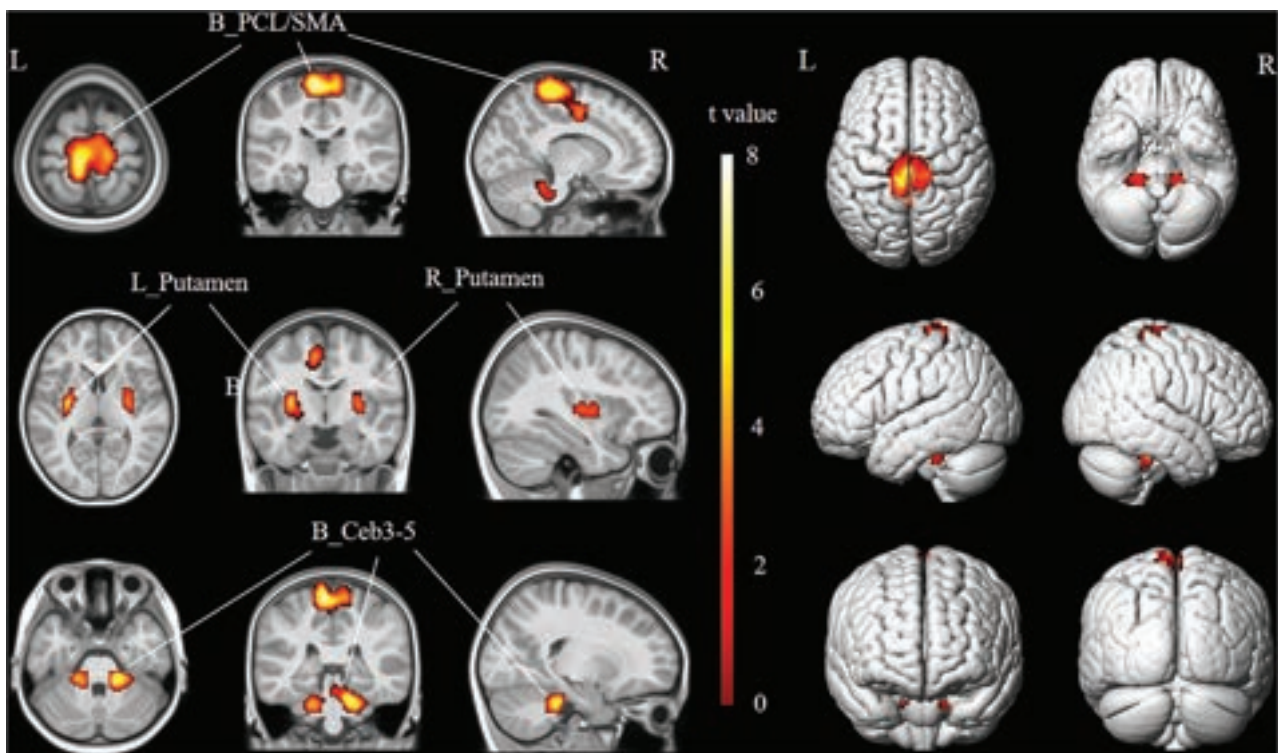 B_PCL/SMA
L
R
L_Putamen
R_Putamen
B
B_Ceb3-5
t value
8
6
4
2
0
L
R